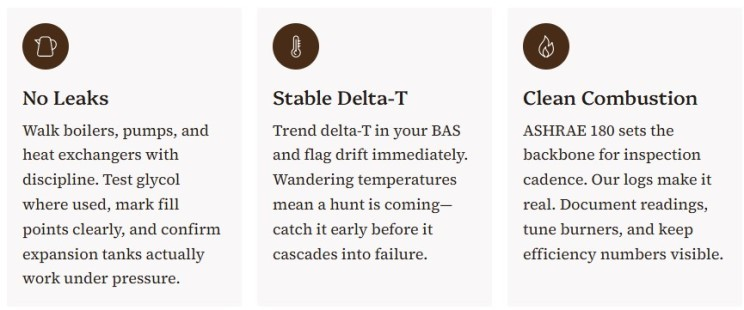 No Leaks
Walk boilers, pumps, and
heat exchangers with
discipline. Test glycol
where used, mark fill
points clearly, and confirm
expansion tanks actually
work under pressure.
Stable Delta-T
Trend delta-T in your BAS
and flag drift immediately.
Wandering temperatures
mean a hunt is coming—
catch it early before it
cascades into failure.
Clean Combustion
ASHRAE 180 sets the
backbone for inspection
cadence. Our logs make it
real. Document readings,
tune burners, and keep
efficiency numbers visible.